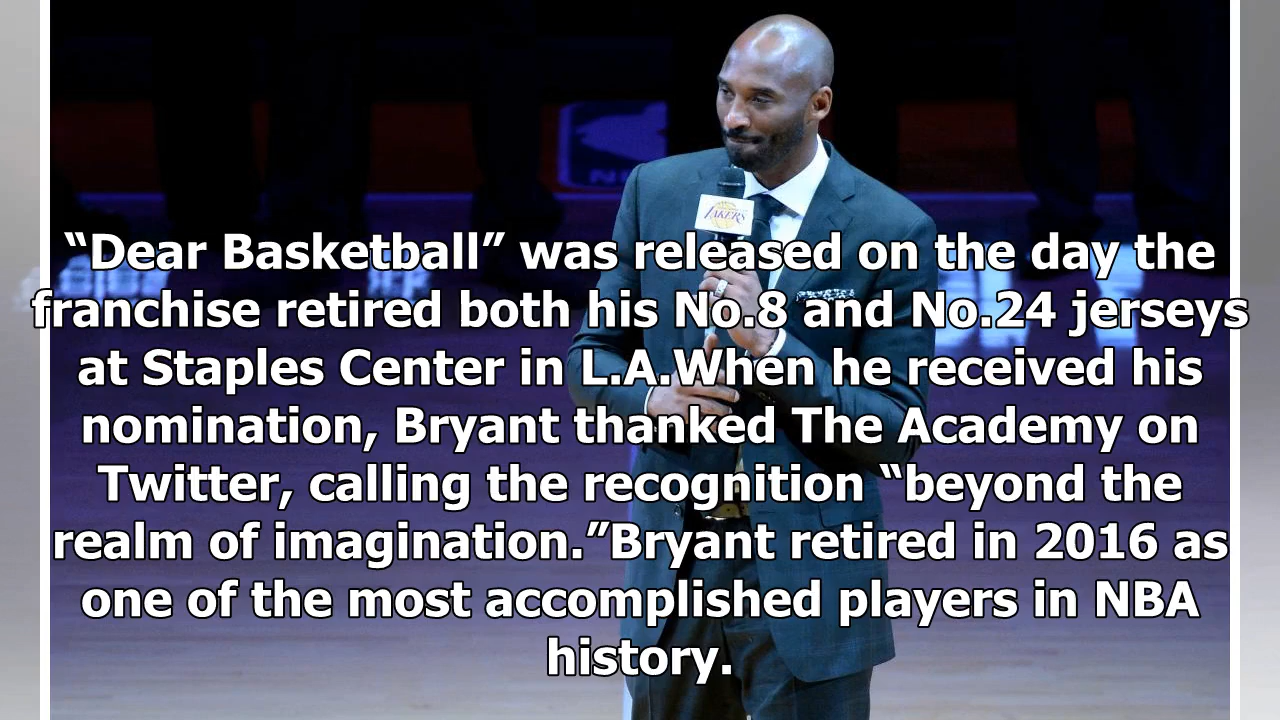 LAKERS
“Dear Basketball” was released on the day the
franchise retired both his No.8 and No.24 jerseys
at Staples Center in L.A.When he received his
nomination, Bryant thanked The Academy on
Twitter, calling the recognition “beyond the
realm of imagination.”Bryant retired in 2016 as
one of the most accomplished players in NBA
history.